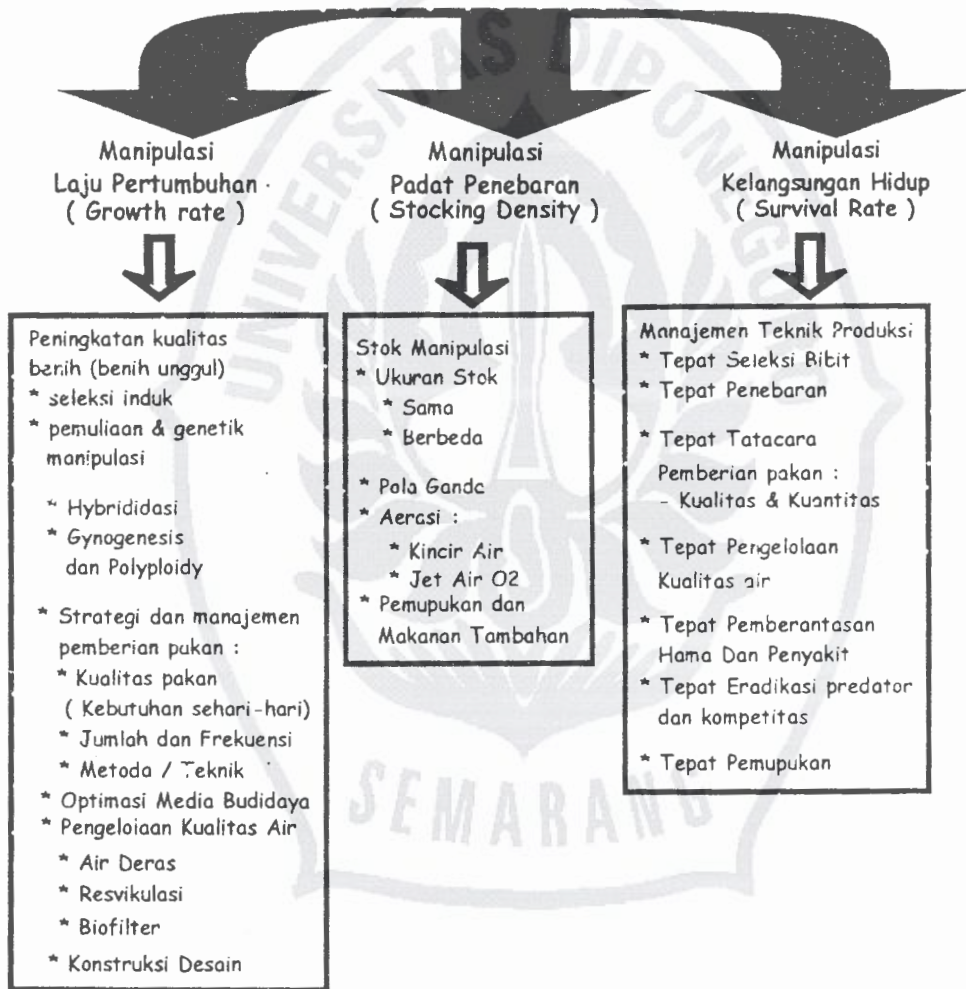 UNIVERSITAS DIPONEGORO
SEMARANG
Manipulasi
Laju Pertumbuhan
( Growth rate )
Manipulasi
Padat Penebaran
( Stocking Density )
Manipulasi
Kelangsungan Hidup
( Survival Rate )
Peningkatan kualitas
benih (benih unggul)
* seleksi induk
* pemuliaan & genetik
manipulasi
* Hybrididasi
* Gynogenesis
dan Polyploidy
* Strategi dan manajemen
pemberian pakan :
* Kualitas pakan
( Kebutuhan sehari-hari)
* Jumlah dan Frekuensi
* Metoda / Teknik
* Optimasi Media Budidaya
* Pengelolaan Kualitas Air
* Air Deras
* Resvikulasi
* Biofilter
* Konstruksi Desain
Stok Manipulasi
* Ukuran Stok
* Sama
* Berbeda
* Pola Ganda
* Aerasi :
* Kincir Air
* Jet Air O2
* Pemupukan dan
Makanan Tambahan
Manajemen Teknik Produksi
* Tepat Seleksi Bibit
* Tepat Penebaran
* Tepat Tatacara
Pemberian pakan :
- Kualitas & Kuantitas
* Tepat Pengelolaan
Kualitas air
* Tepat Pemberantasan
Hama Dan Penyakit
* Tepat Eradikasi predator
dan kompetitas
* Tepat Pemupukan